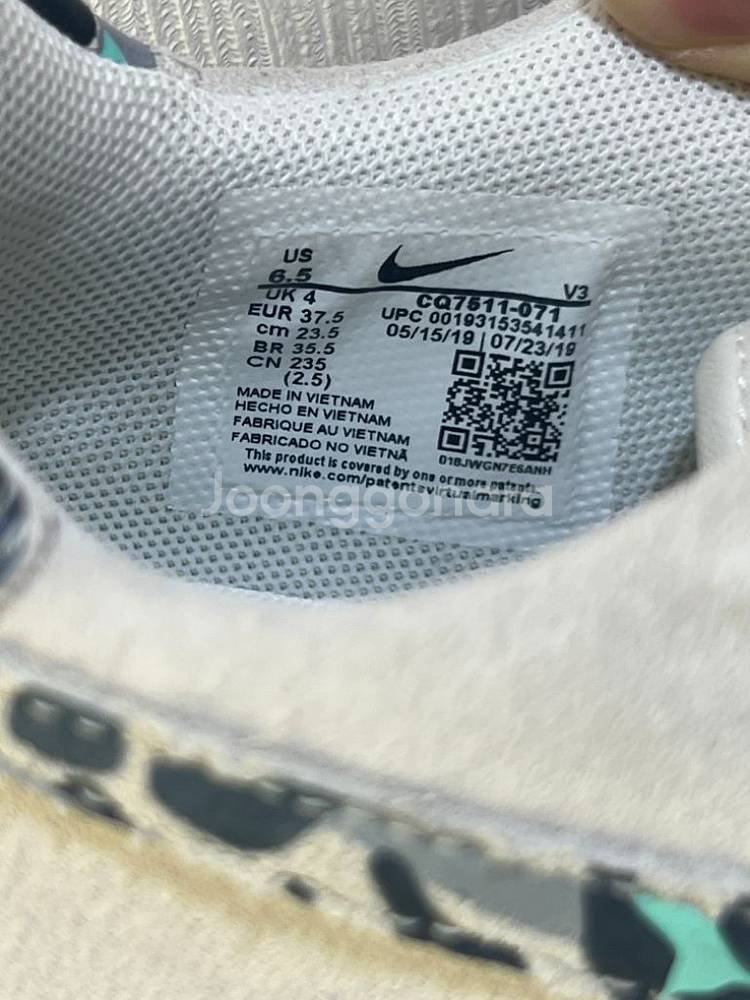 US
6.5
UK 4
EUR 37.5
cm 23.5
BR 35.5
CN 235
(2.5)
V3
CQ7511-071
UPC 00193153541411
05/15/19 | 07/23/19
01BJWGN7E6ANH
MADE IN VIETNAM
HECHO EN VIETNAM
FABRIQUE AU VIETNAM
FABRICADO NO VIETNÃ
This product is covered by one or more patents.
www.nike.com/patentsvirtualmarking
Joonggonara